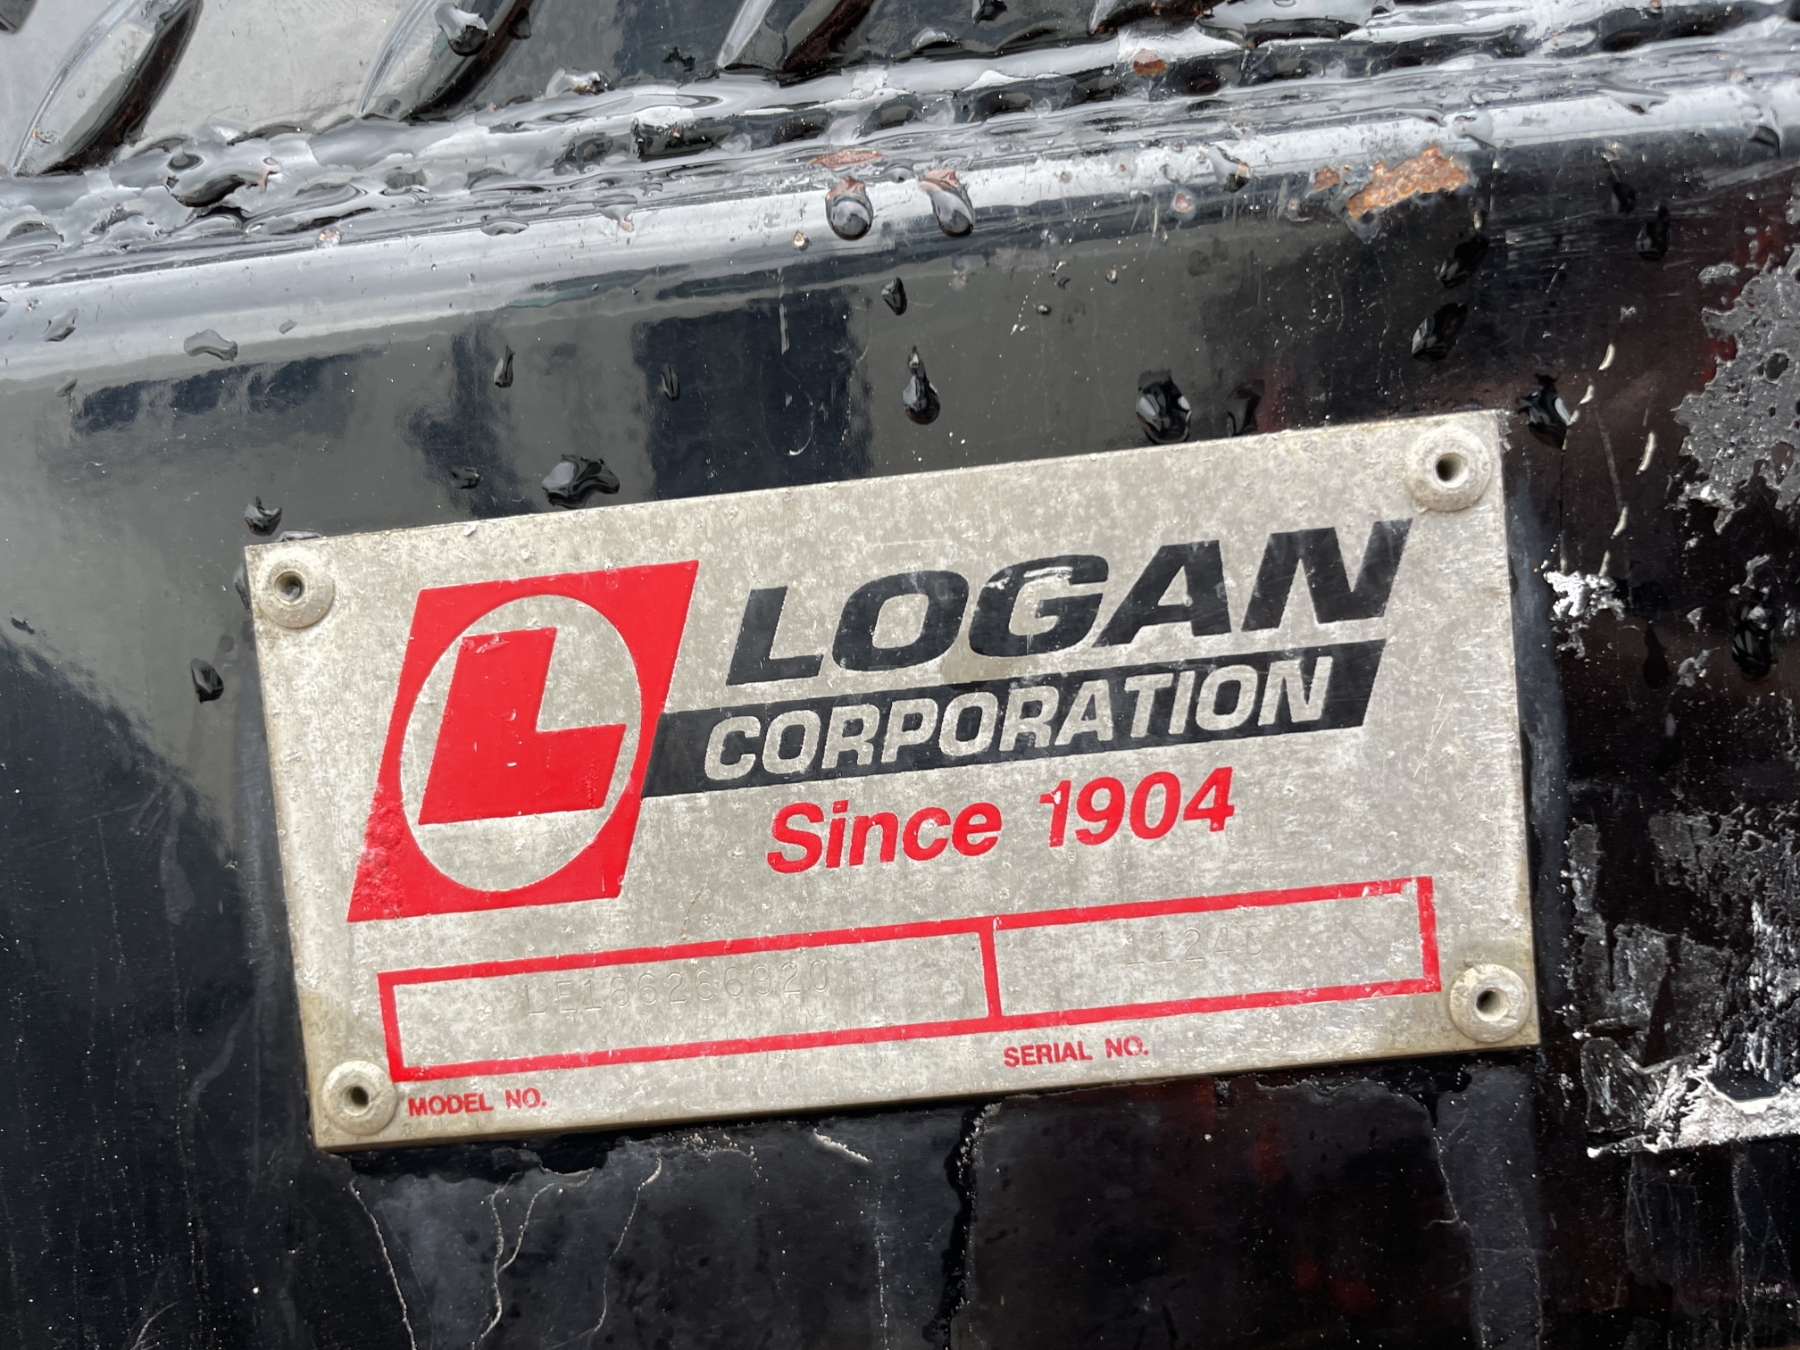 L
LOGAN
CORPORATION
Since 1904
MODEL NO.
SERIAL NO.